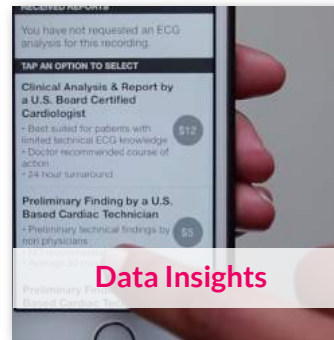 RECEIVED REPORTS
You have not requested an ECG
analysis for this recording.
TAP AN OPTION TO SELECT
Clinical Analysis & Report by
a U.S. Board Certified
Cardiologist
• Best suited for patients with
limited technical ECG knowledge
• Doctor recommended course of
action
• 24 hour turnaround
$12
Preliminary Finding by a U.S.
Based Cardiac Technician
• Preliminary technical findings by
non physicians
$5
Data Insights
Based Cardiac